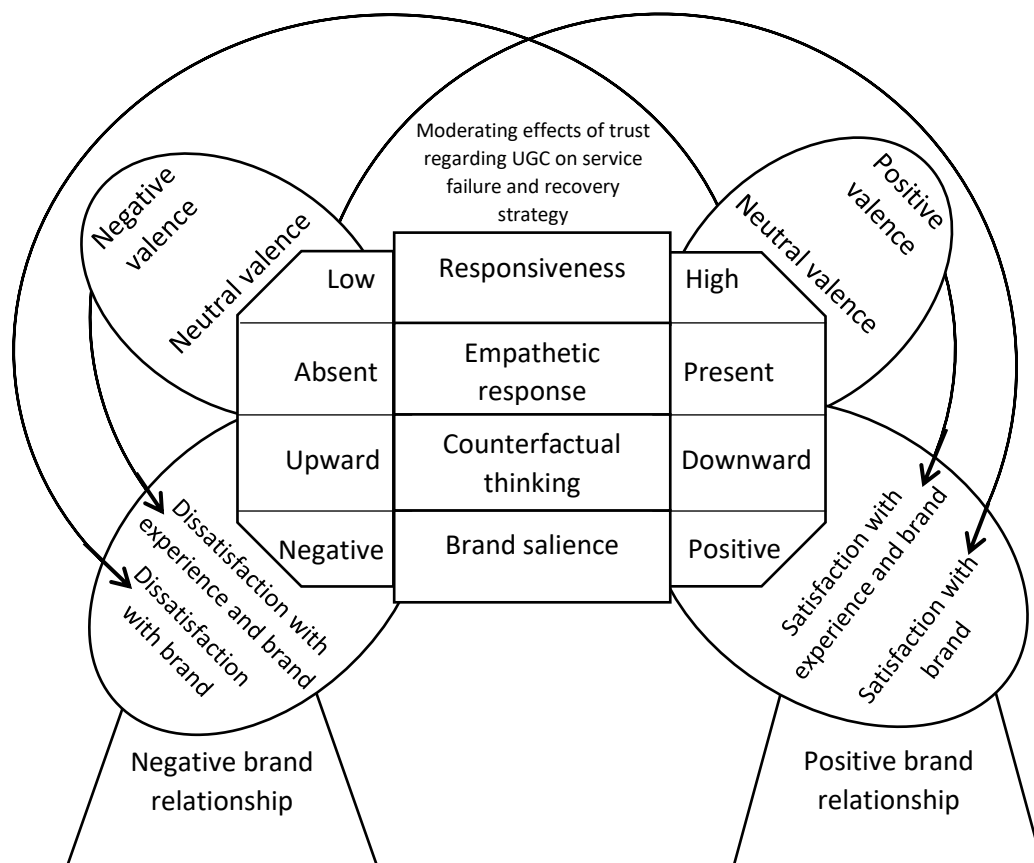 Moderating effects of trust
regarding UGC on service
failure and recovery
strategy
Negative
valence
Neutral valence
Positive
valence
Neutral valence
Low
Responsiveness
High
Absent
Empathetic
response
Present
Upward
Counterfactual
thinking
Downward
Negative
Brand salience
Positive
Dissatisfaction with
experience and brand
Dissatisfaction
with brand
Satisfaction with
experience and brand
Satisfaction with
brand
Negative brand
relationship
Positive brand
relationship